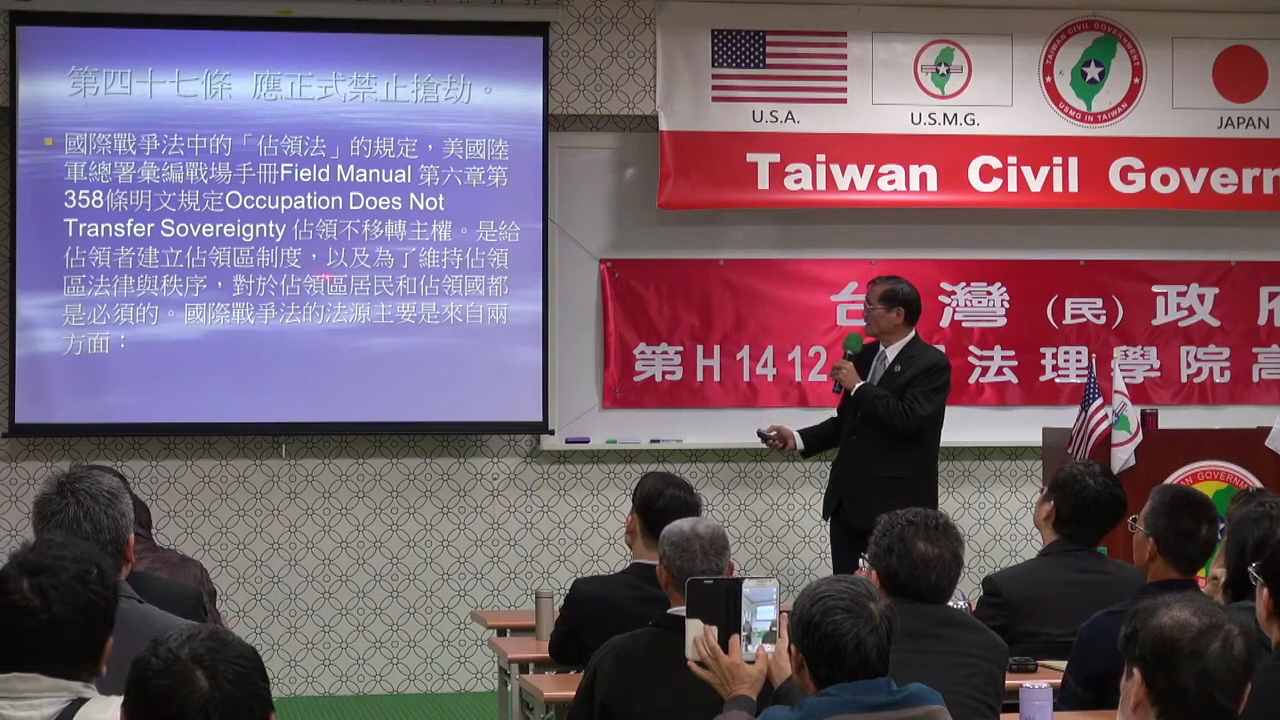 第四十七條 應正式禁止搶劫。
國際戰爭法中的「佔領法」的規定，美國陸
軍總署彙編戰場手冊Field Manual 第六章第
358條明文規定Occupation Does Not
Transfer Sovereignty 佔領不移轉主權。是給
佔領者建立佔領區制度，以及為了維持佔領
區法律與秩序，對於佔領區居民和佔領國都
是必須的。國際戰爭法的法源主要是來自兩
方面：
U.S.A.
U.S.M.G.
TAIWAN CIVIL GOVERNMENT
USMG IN TAIWAN
JAPAN
Taiwan Civil Govern
台灣(民)政府
第H1412 法理學院高